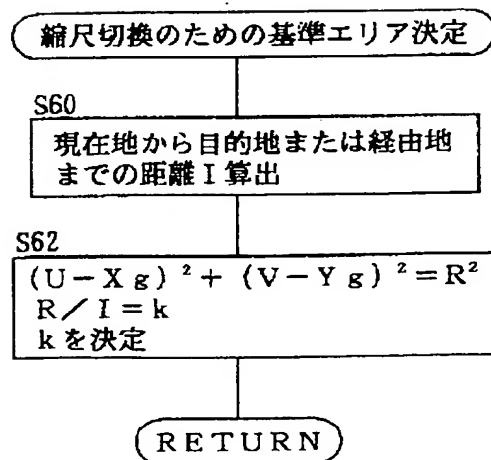 縮尺切換のための基準エリア決定
S60
現在地から目的地または経由地
までの距離I算出
S62
(U−Xg)²+(V−Yg)²=R²
R/I=k
kを決定
RETURN